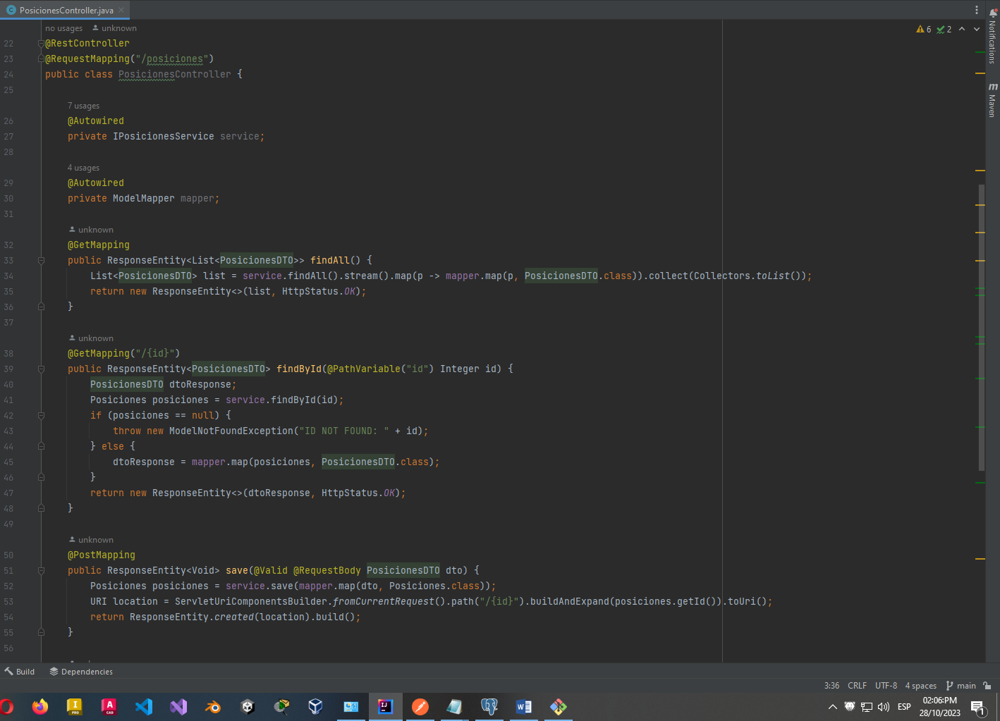 PosicionesController.java
no usages unknown
6 2
22 @RestController
23 @RequestMapping("/posiciones")
24 public class PosicionesController {
25
7 usages
26 @Autowired
27 private IPosicionesService service;
28
4 usages
29 @Autowired
30 private ModelMapper mapper;
31
unknown
32 @GetMapping
33 public ResponseEntity<List<PosicionesDTO>> findAll() {
34 List<PosicionesDTO> list = service.findAll().stream().map(p -> mapper.map(p, PosicionesDTO.class)).collect(Collectors.toList());
35 return new ResponseEntity<>(list, HttpStatus.OK);
36 }
37
unknown
38 @GetMapping("/{id}")
39 public ResponseEntity<PosicionesDTO> findById(@PathVariable("id") Integer id) {
40 PosicionesDTO dtoResponse;
41 Posiciones posiciones = service.findById(id);
42 if (posiciones == null) {
43 throw new ModelNotFoundException("ID NOT FOUND: " + id);
44 } else {
45 dtoResponse = mapper.map(posiciones, PosicionesDTO.class);
46 }
47 return new ResponseEntity<>(dtoResponse, HttpStatus.OK);
48 }
49
unknown
50 @PostMapping
51 public ResponseEntity<Void> save(@Valid @RequestBody PosicionesDTO dto) {
52 Posiciones posiciones = service.save(mapper.map(dto, Posiciones.class));
53 URI location = ServletUriComponentsBuilder.fromCurrentRequest().path("/{id}").buildAndExpand(posiciones.getId()).toUri();
54 return ResponseEntity.created(location).build();
55 }
56
Notifications
m Maven
Build Dependencies
3:36 CRLF UTF-8 4 spaces main
I PRO
A CAD
IJ
W
ESP
02:06:PM
28/10/2023
1